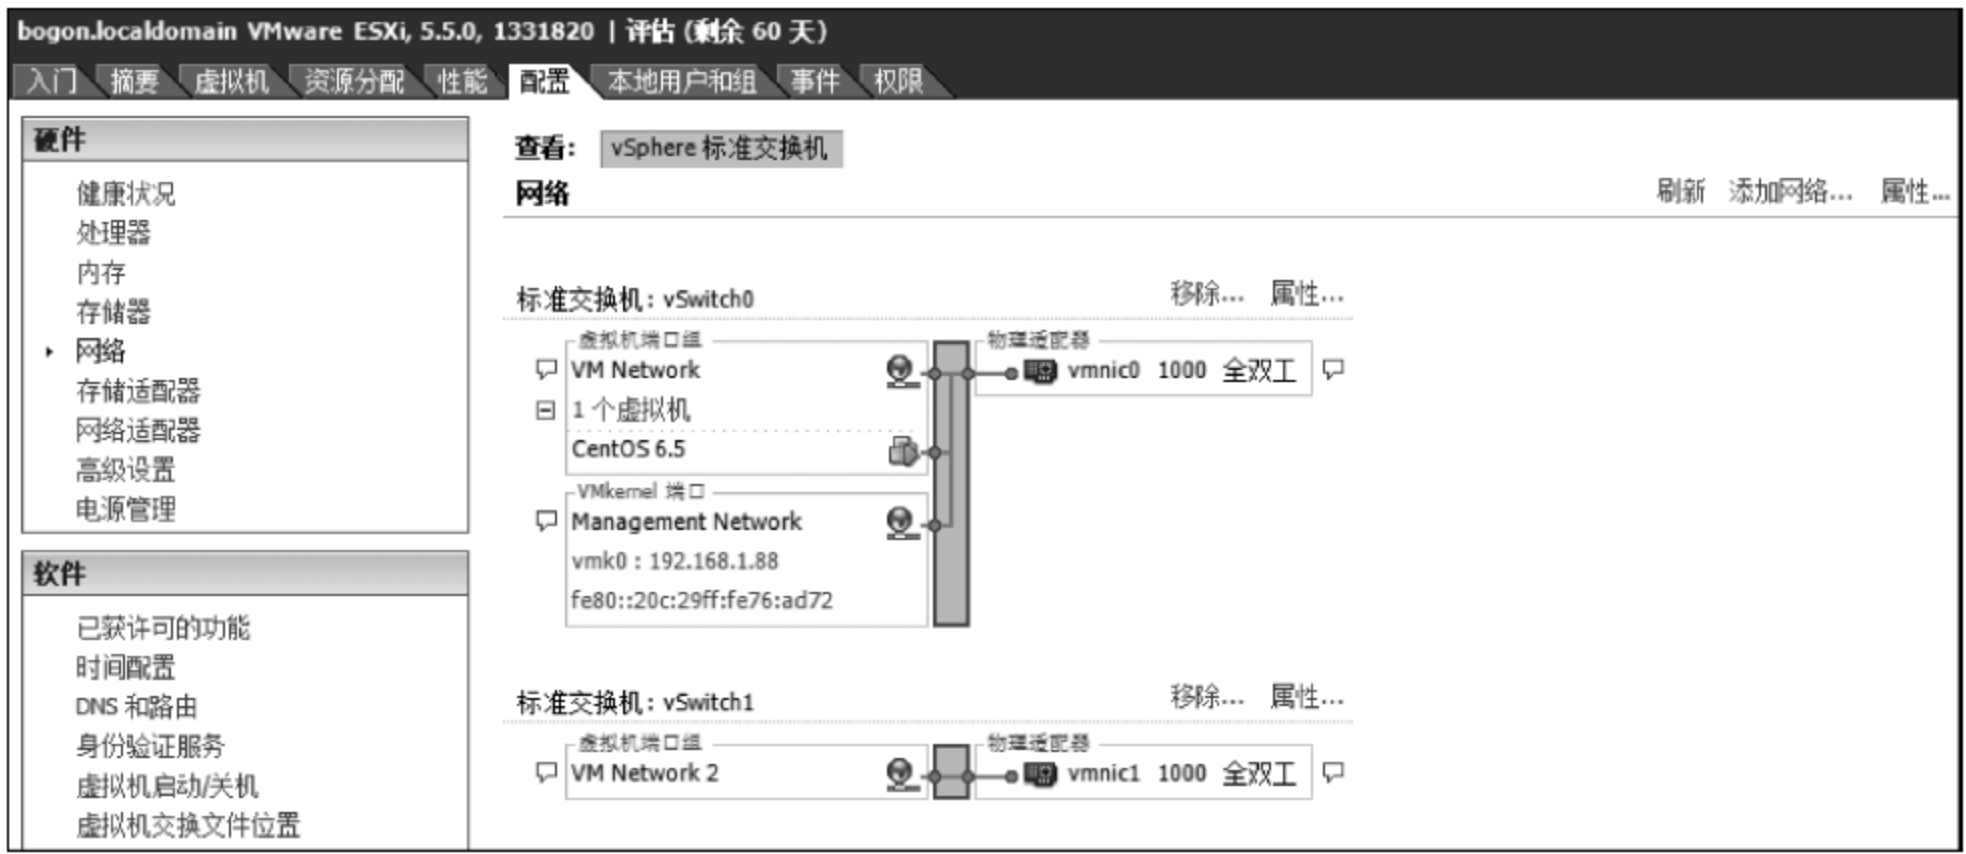 bogon.localdomain VMware ESXi, 5.5.0, 1331820 | 评估 (剩余 60 天)
入门 摘要 虚拟机 资源分配 性能 配置 本地用户和组 事件 权限
硬件
健康状况
处理器
内存
存储器
网络
存储适配器
网络适配器
高级设置
电源管理
软件
已获许可的功能
时间配置
DNS 和路由
身份验证服务
虚拟机启动/关机
虚拟机交换文件位置
查看: vSphere 标准交换机
网络
刷新 添加网络... 属性...
标准交换机: vSwitch0 移除... 属性...
虚拟机端口组 物理适配器
VM Network vmnic0 1000 全双工
1 个虚拟机
CentOS 6.5
VMkernel 端口
Management Network
vmk0 : 192.168.1.88
fe80::20c:29ff:fe76:ad72
标准交换机: vSwitch1 移除... 属性...
虚拟机端口组 物理适配器
VM Network 2 vmnic1 1000 全双工